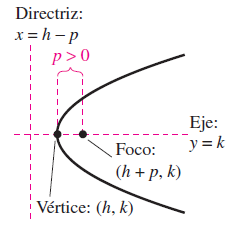 Directriz:
x = h – p
p > 0
Eje:
y = k
Foco:
(h + p, k)
Vértice: (h, k)